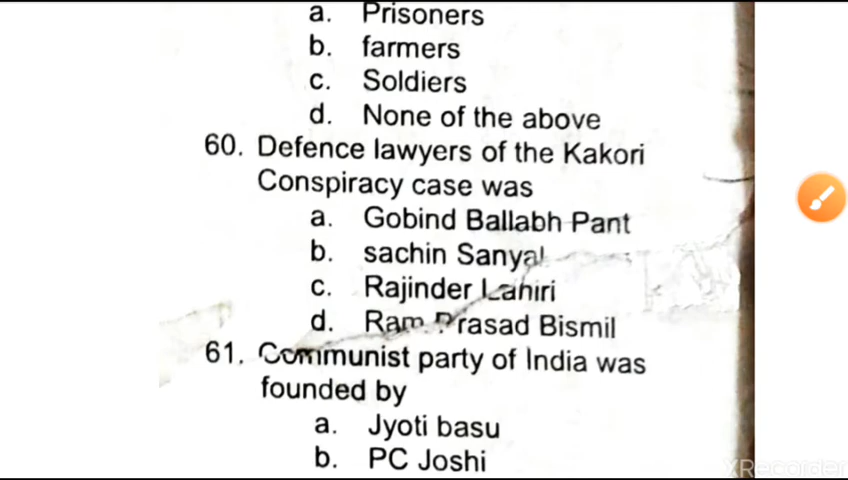 a. Prisoners
b. farmers
c. Soldiers
d. None of the above
60. Defence lawyers of the Kakori
Conspiracy case was
a. Gobind Ballabh Pant
b. sachin Sanyal
c. Rajinder Lahiri
d. Ram Prasad Bismil
61. Communist party of India was
founded by
a. Jyoti basu
b. PC Joshi
XRecorder